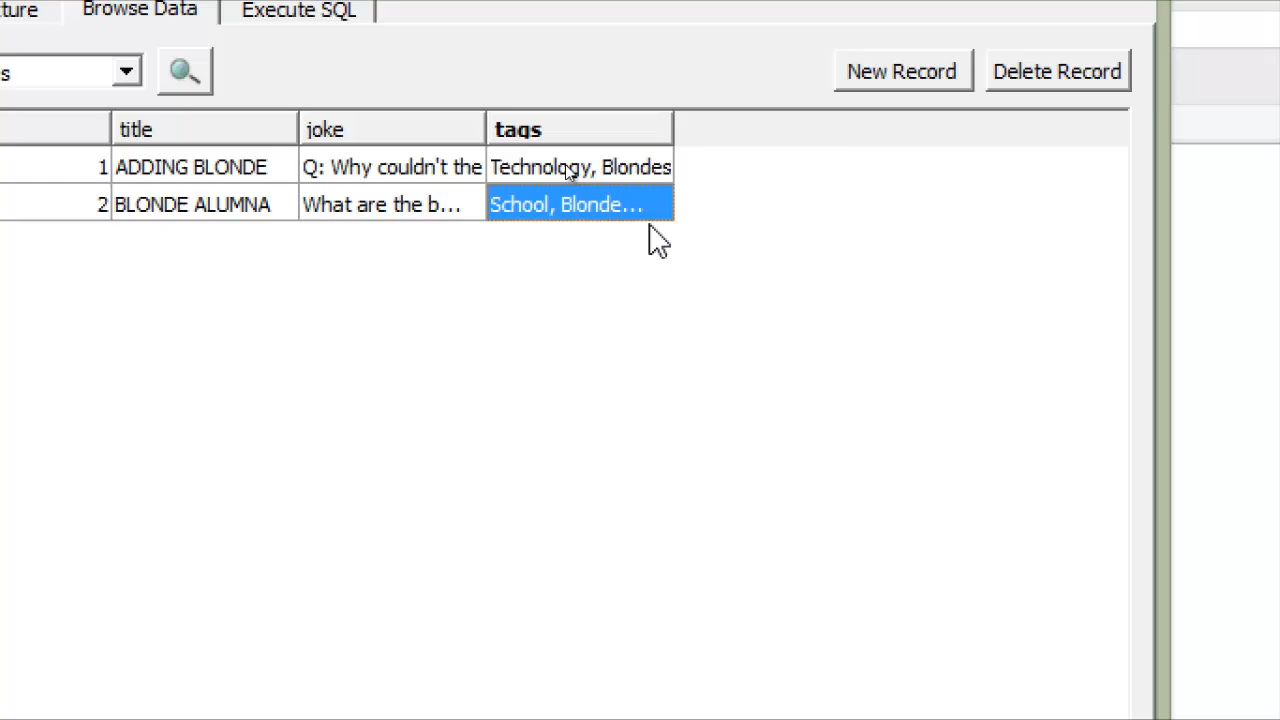 cture Browse Data Execute SQL
s New Record Delete Record
title joke tags
1 ADDING BLONDE Q: Why couldn't the Technology, Blondes
2 BLONDE ALUMNA What are the b... School, Blonde...